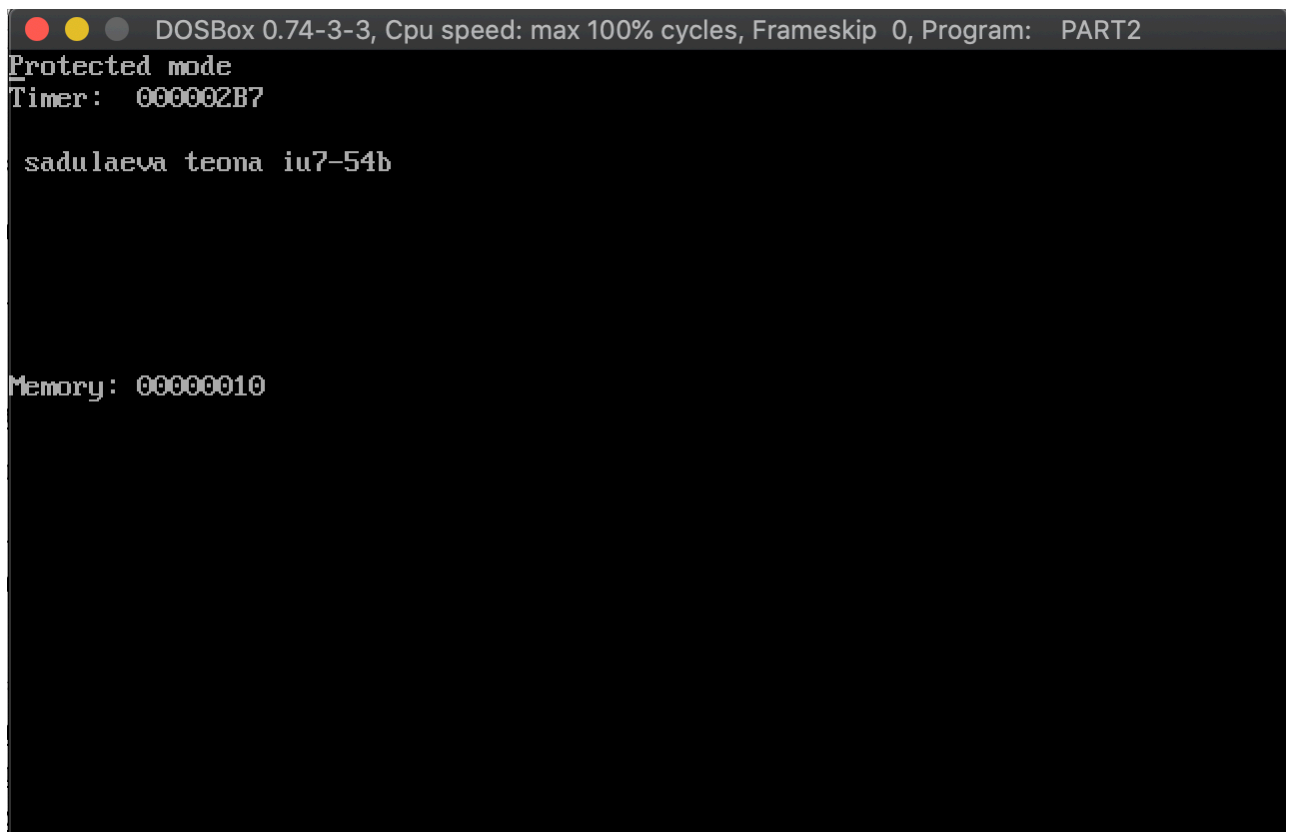 DOSBox 0.74-3-3, Cpu speed: max 100% cycles, Frameskip 0, Program: PART2
Protected mode
Timer: 000002B7
sadulaeva teona iu7-54b
Memory: 00000010